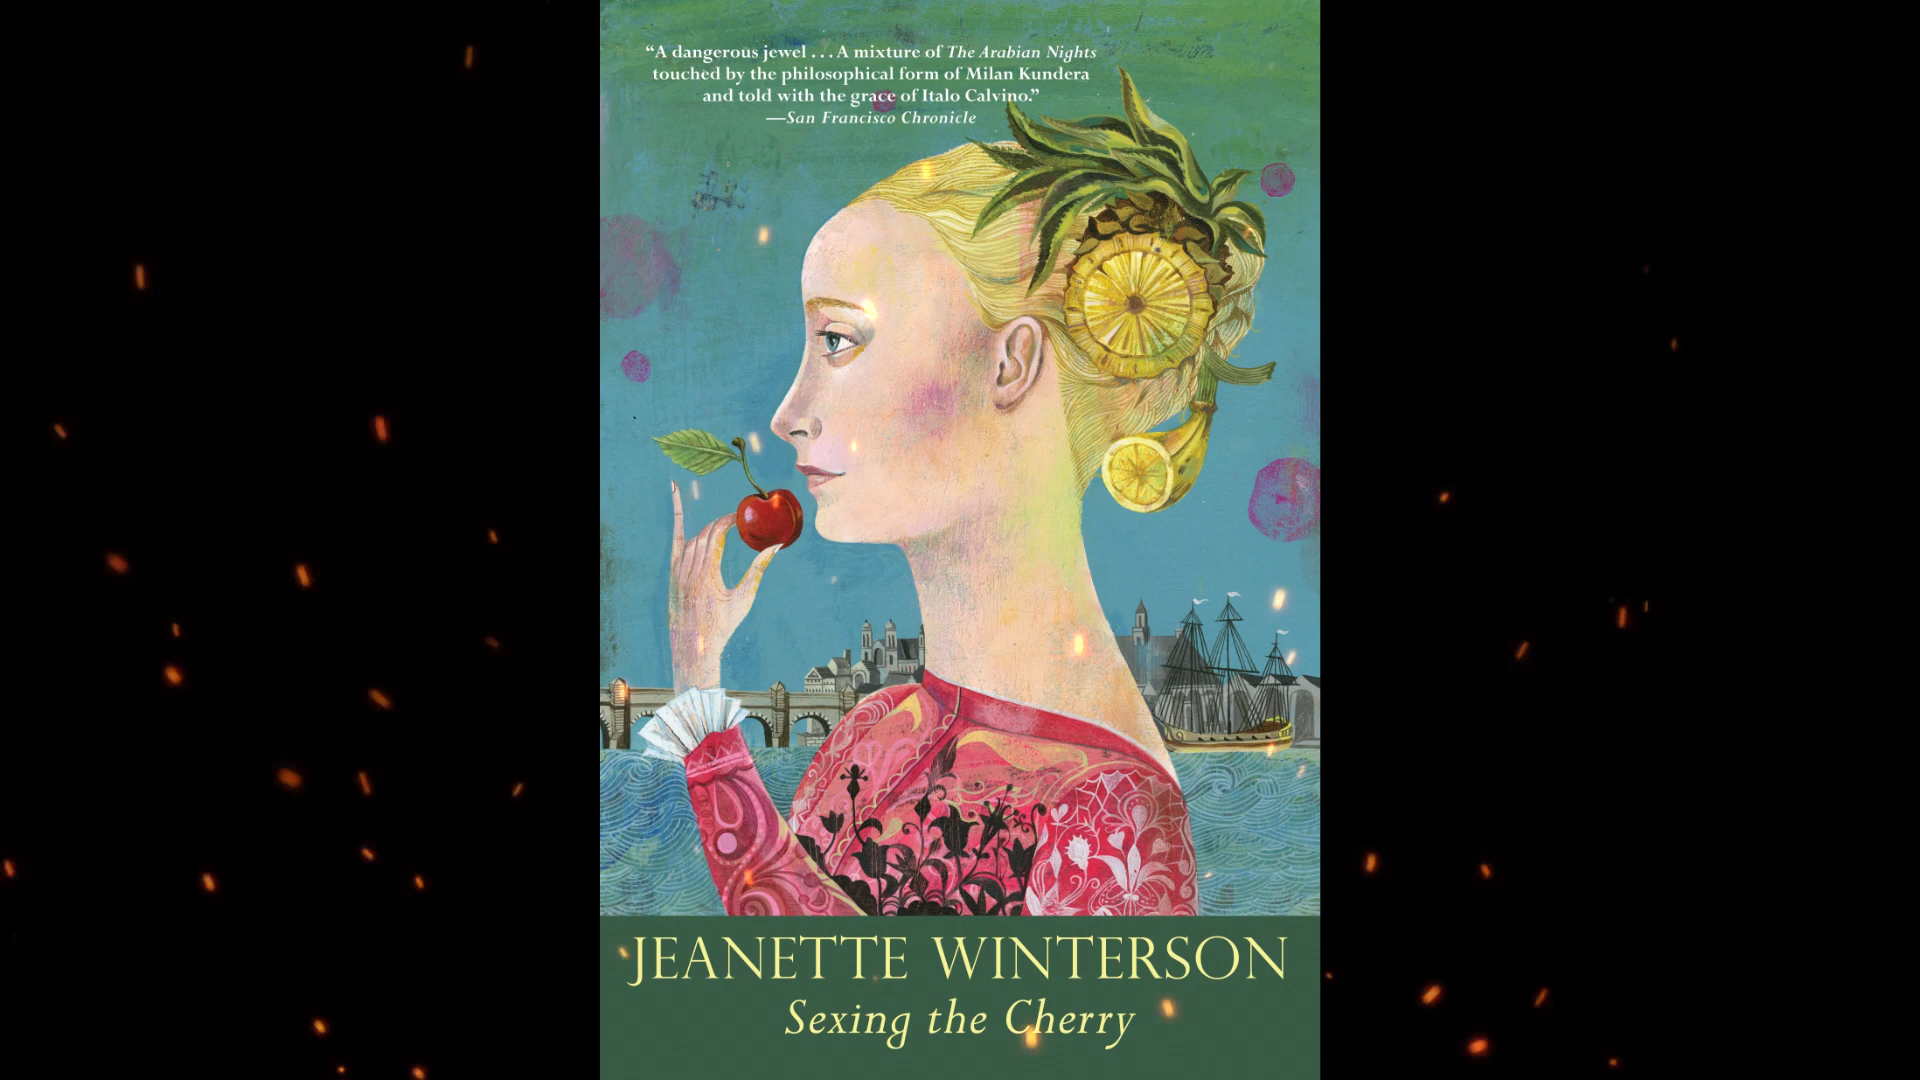 “A dangerous jewel . . . A mixture of The Arabian Nights
touched by the philosophical form of Milan Kundera
and told with the grace of Italo Calvino.”
—San Francisco Chronicle
JEANETTE WINTERSON
Sexing the Cherry